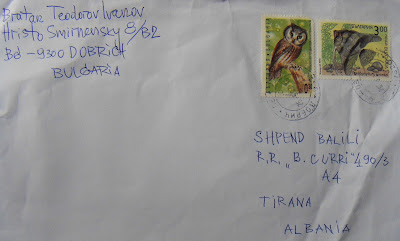 Bratan Teodorov Ivanov
Hristo Smirnensky 8/B2
Bd - 9300 DOBRICH
BULGARIA
3.00
SHPEND BALILI
R.R. „B. CURRI" 190/3
A4
TIRANA
ALBANIA